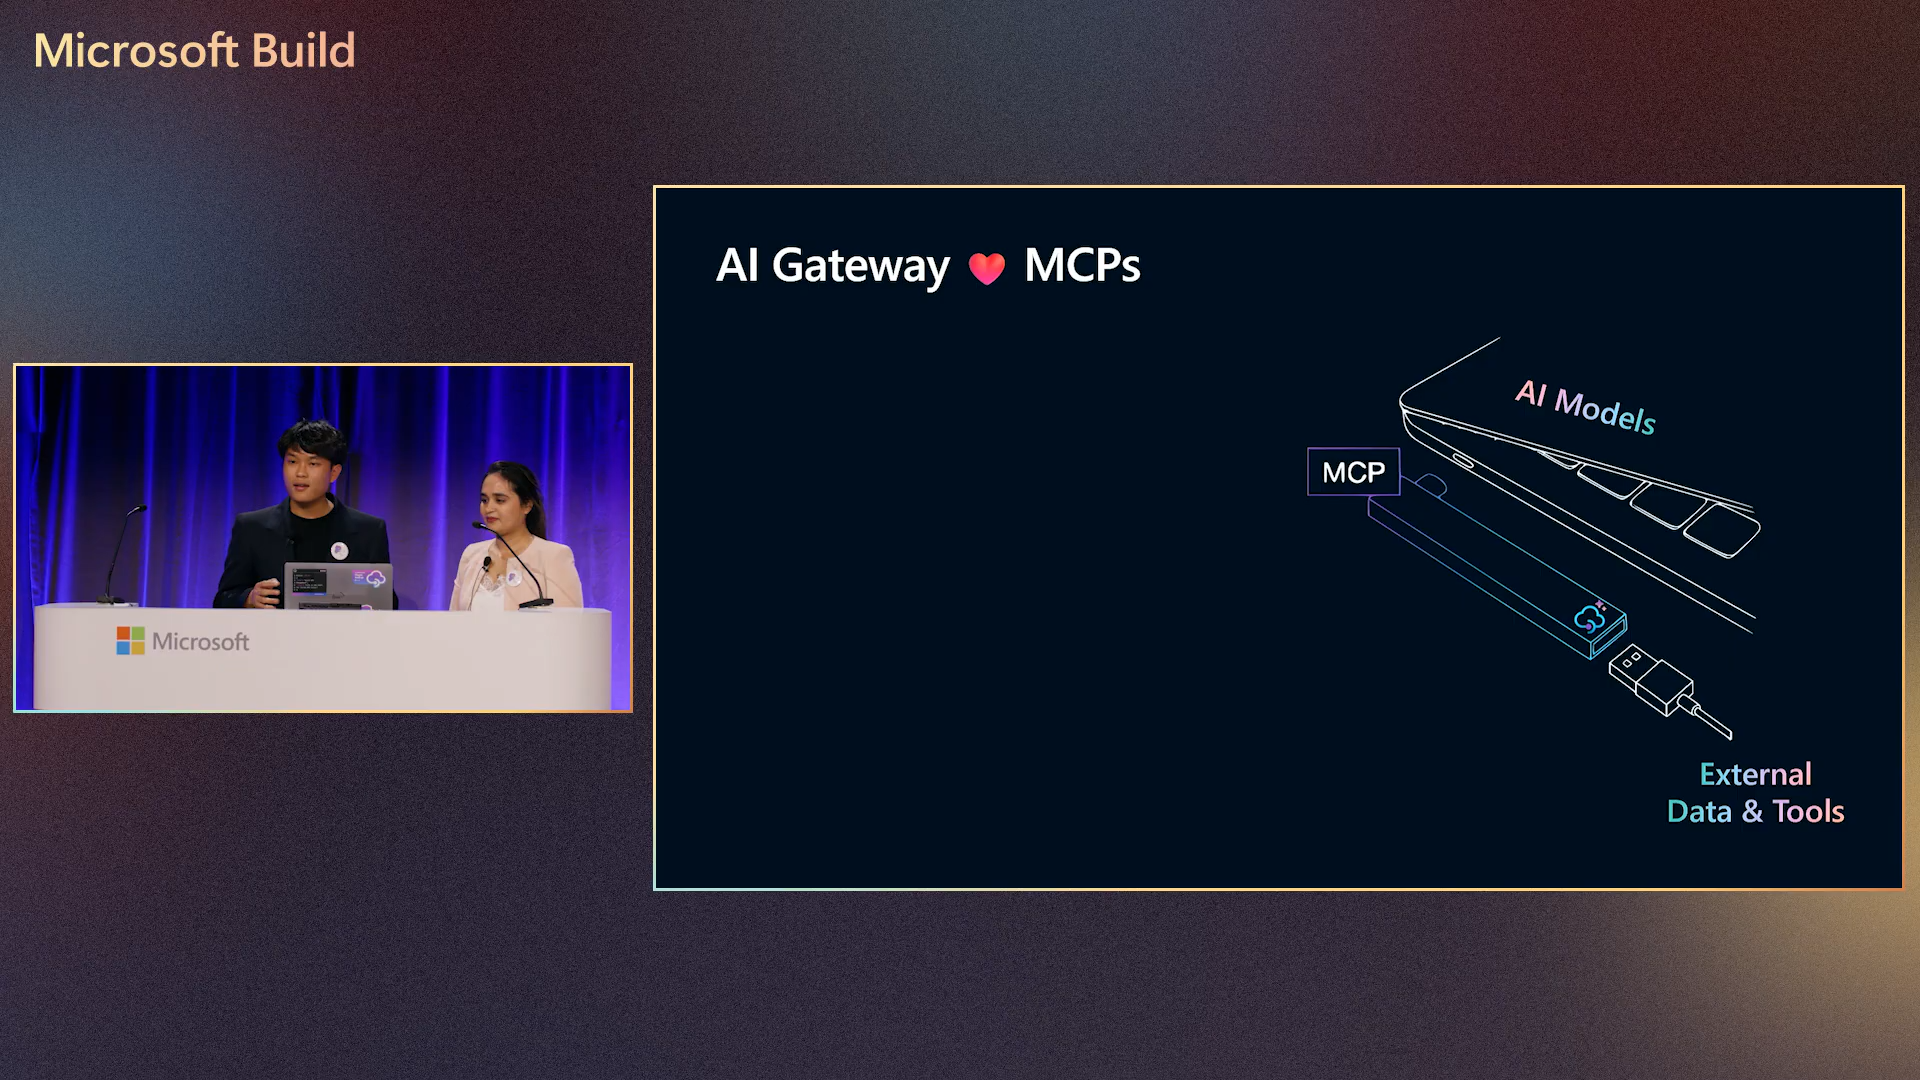 Microsoft Build
AI Gateway ❤ MCPs
AI Models
MCP
External
Data & Tools
Microsoft